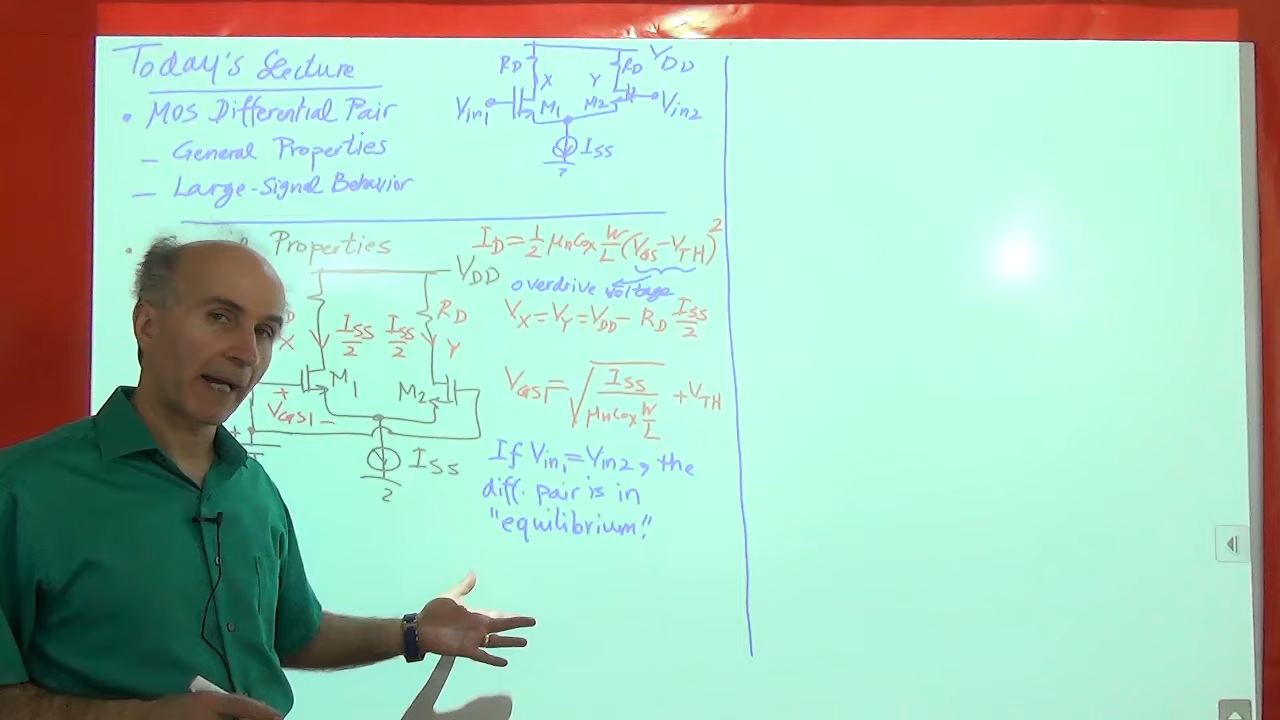 Today's Lecture
• MOS Differential Pair
– General Properties
– Large-Signal Behavior
VDD
RD RD
X Y
Vin1 M1 M2 Vin2
ISS
• Properties
ID = 1/2 μnCox W/L (VGS − VTH)²
overdrive voltage
VX = VY = VDD − RD ISS/2
VGS1 = √(ISS / (μnCox W/L)) + VTH
If Vin1 = Vin2, the
diff. pair is in
"equilibrium."
VDD
RD
X ISS/2 ISS/2 Y
M1 M2
+ VGS1 −
+
ISS